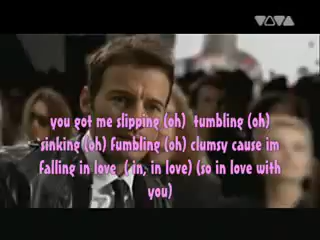 VIVA
you got me slipping (oh) tumbling (oh)
sinking (oh) fumbling (oh) clumsy cause im
falling in love ( in, in love) (so in love with
you)